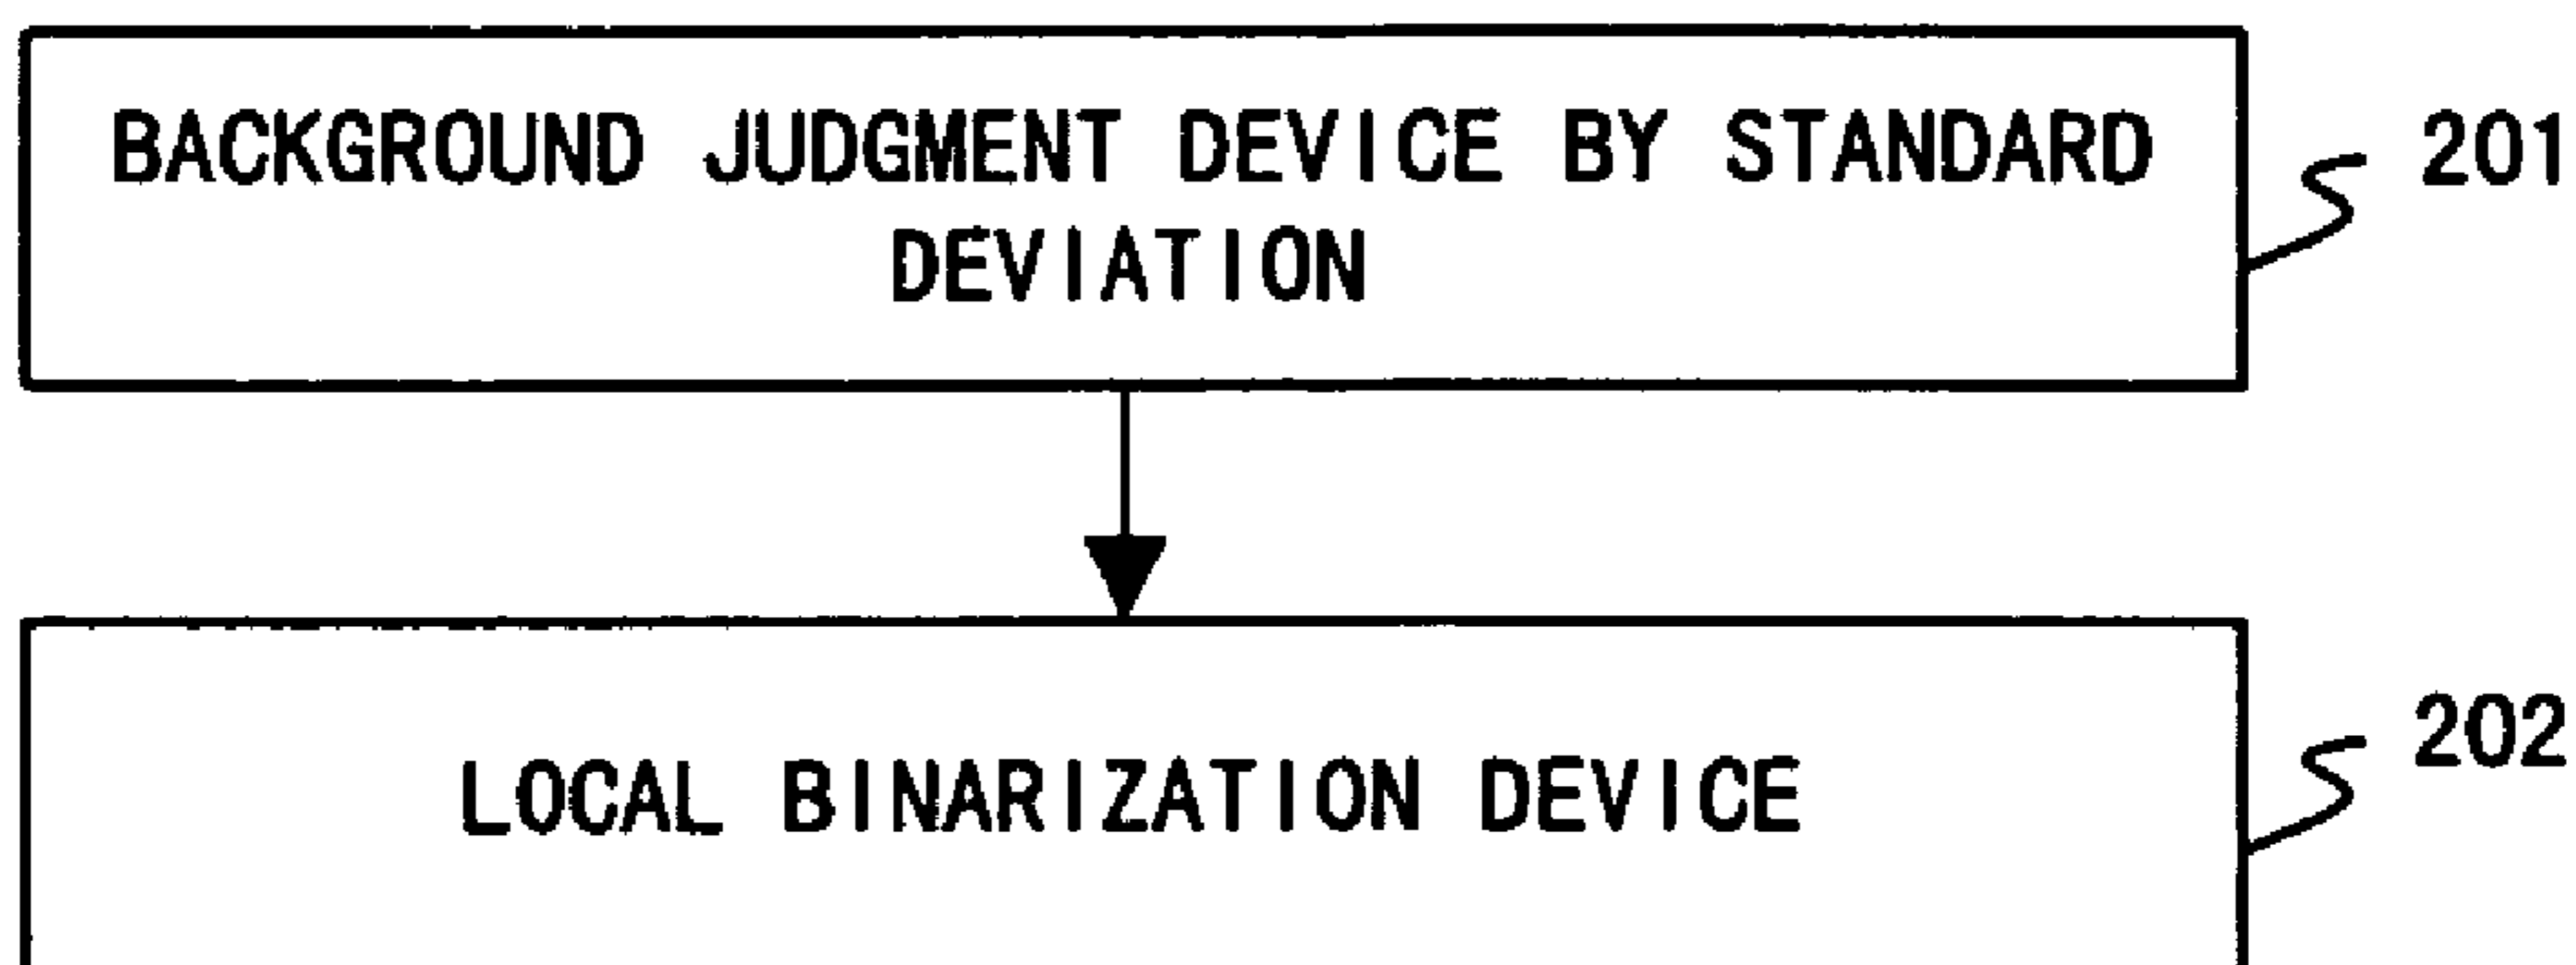 BACKGROUND JUDGMENT DEVICE BY STANDARD
DEVIATION
201
LOCAL BINARIZATION DEVICE
202